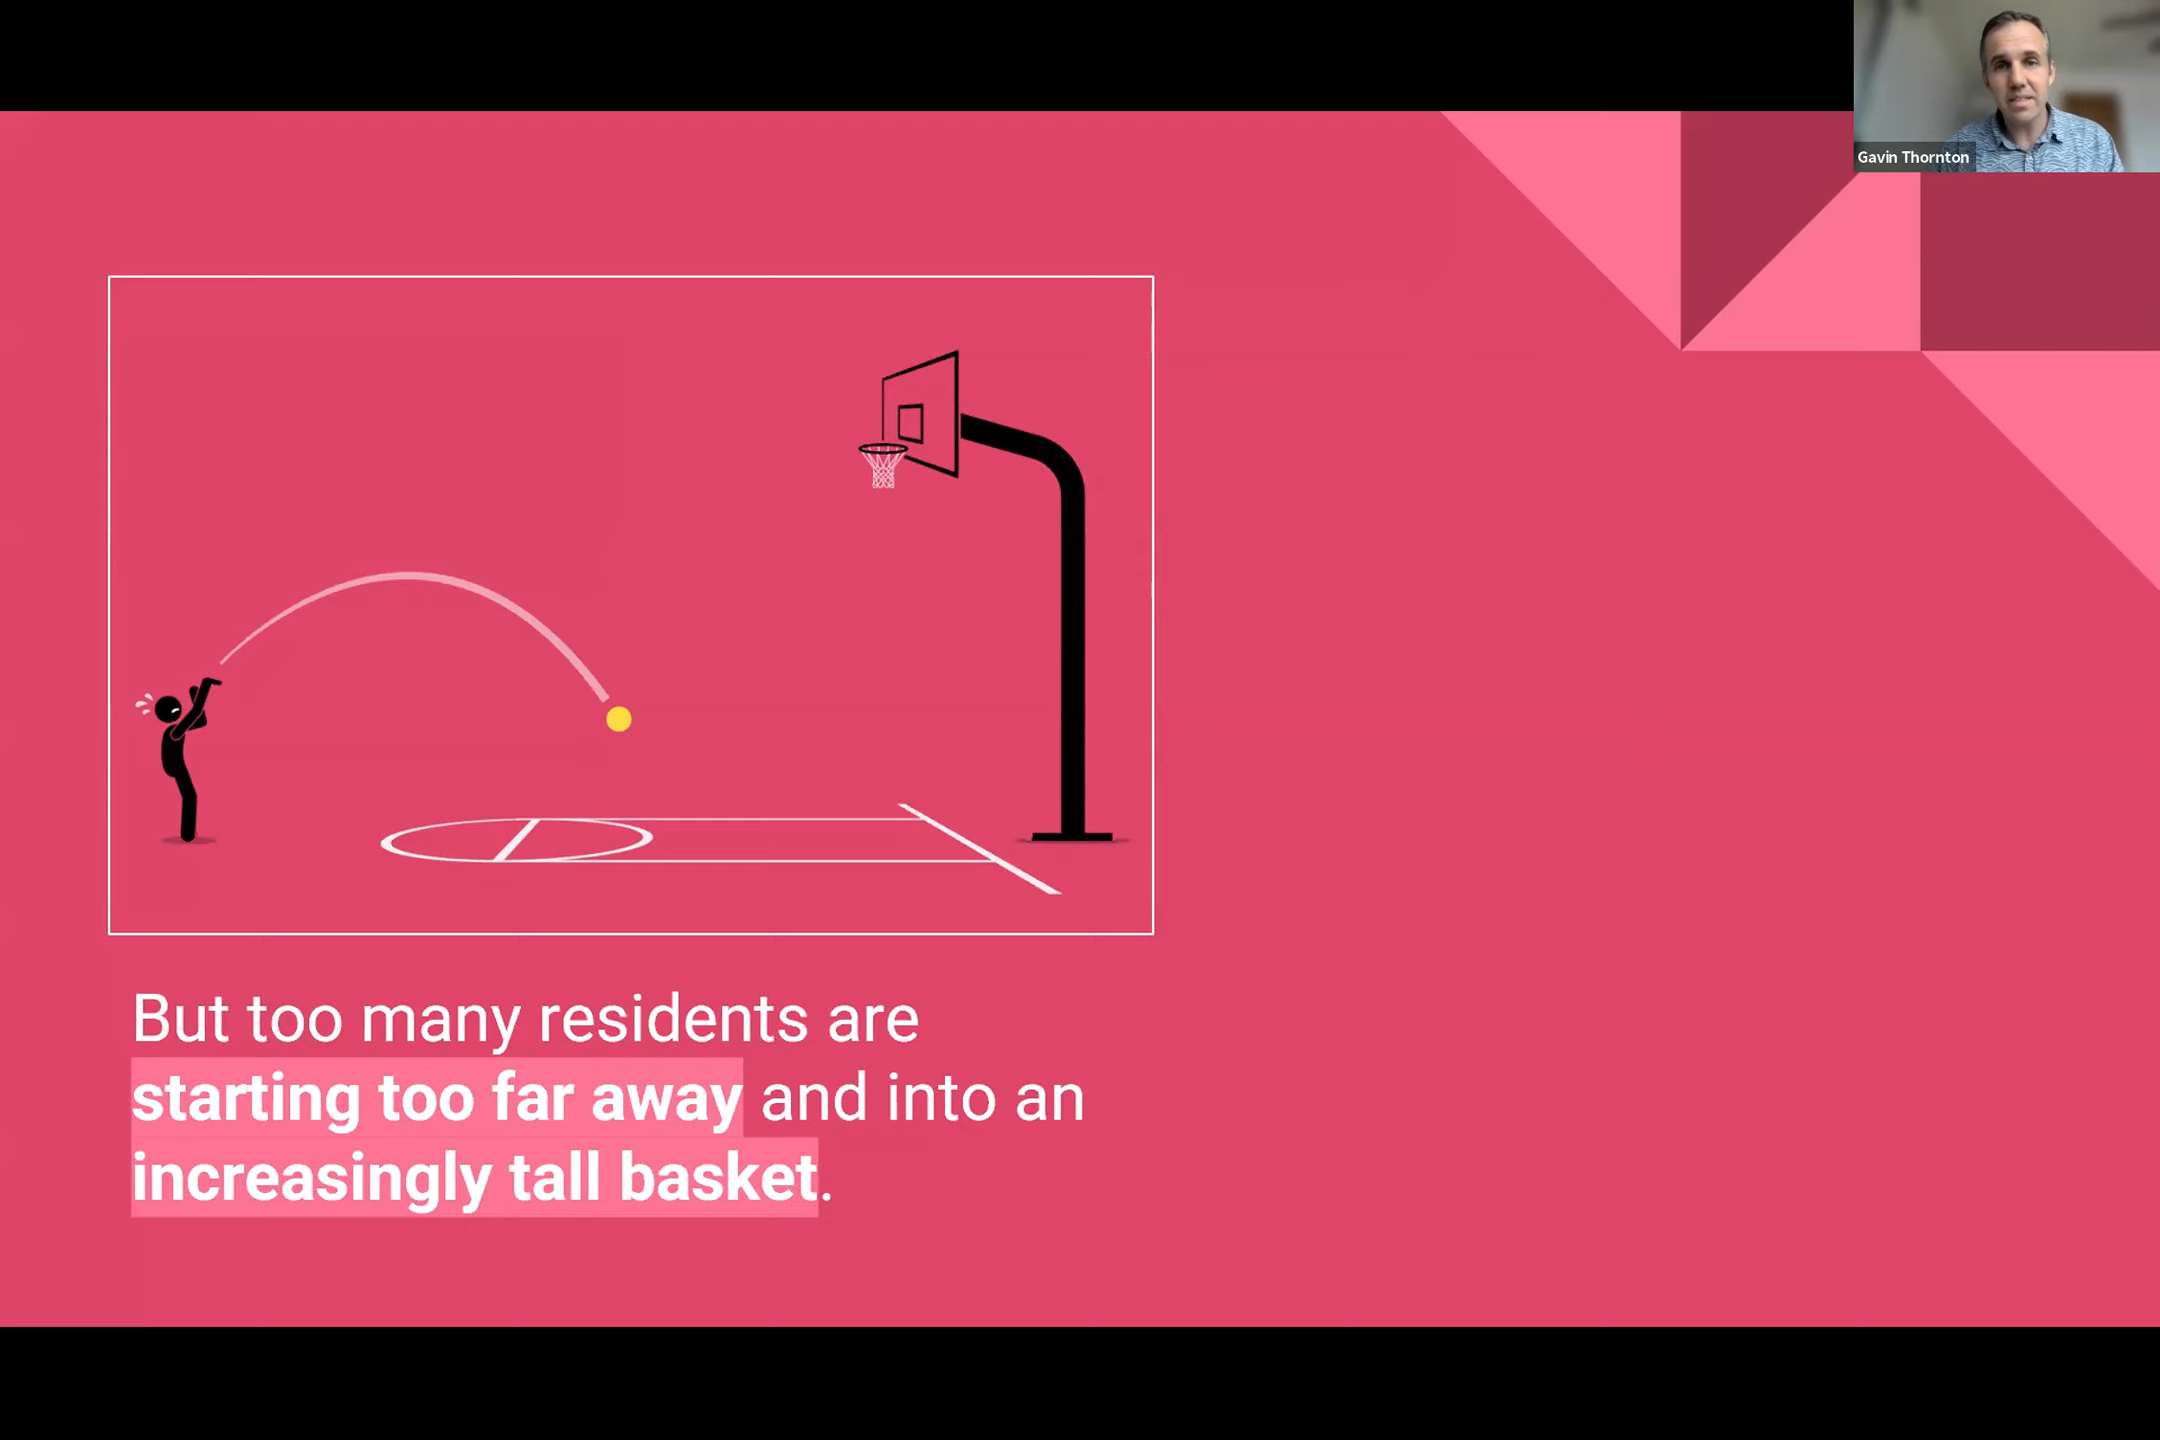 Gavin Thornton
But too many residents are
starting too far away and into an
increasingly tall basket.